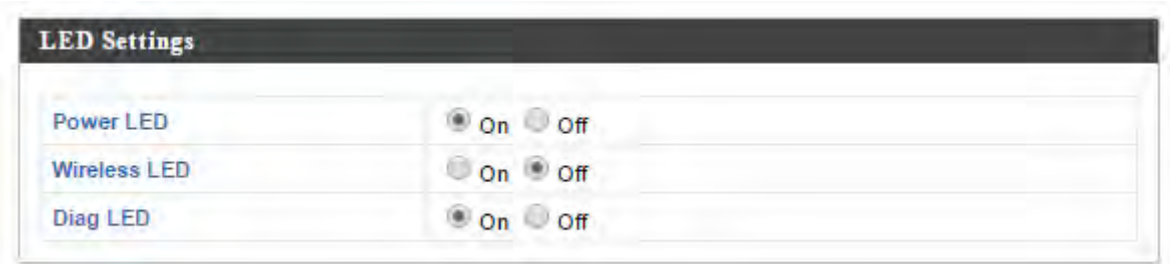 LED Settings
Power LED On Off
Wireless LED On Off
Diag LED On Off